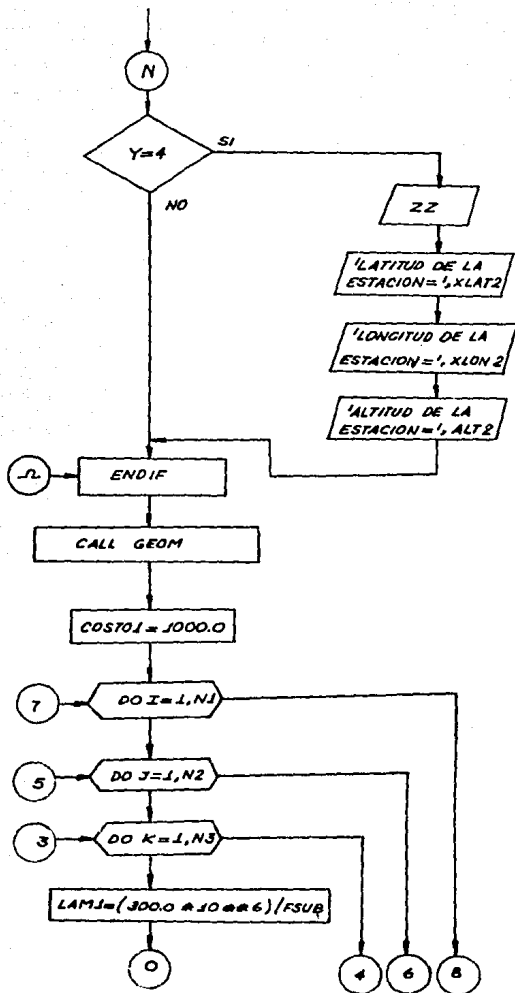 N
Y=4
SI
NO
ZZ
'LATITUD DE LA
ESTACION=', XLAT2
'LONGITUD DE LA
ESTACION=', XLON2
'ALTITUD DE LA
ESTACION=', ALT2
Ω
ENDIF
CALL GEOM
COSTO1=1000.0
7
DO I=1,N1
5
DO J=1,N2
3
DO K=1,N3
LAM1=(300.0*10**6)/FSUB
O
4
6
8